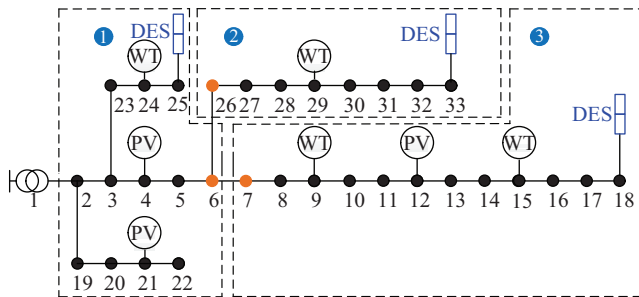 1 DES 2 DES 3
WT WT
23 24 25 26 27 28 29 30 31 32 33
DES
PV WT PV WT
1 2 3 4 5 6 7 8 9 10 11 12 13 14 15 16 17 18
PV
19 20 21 22